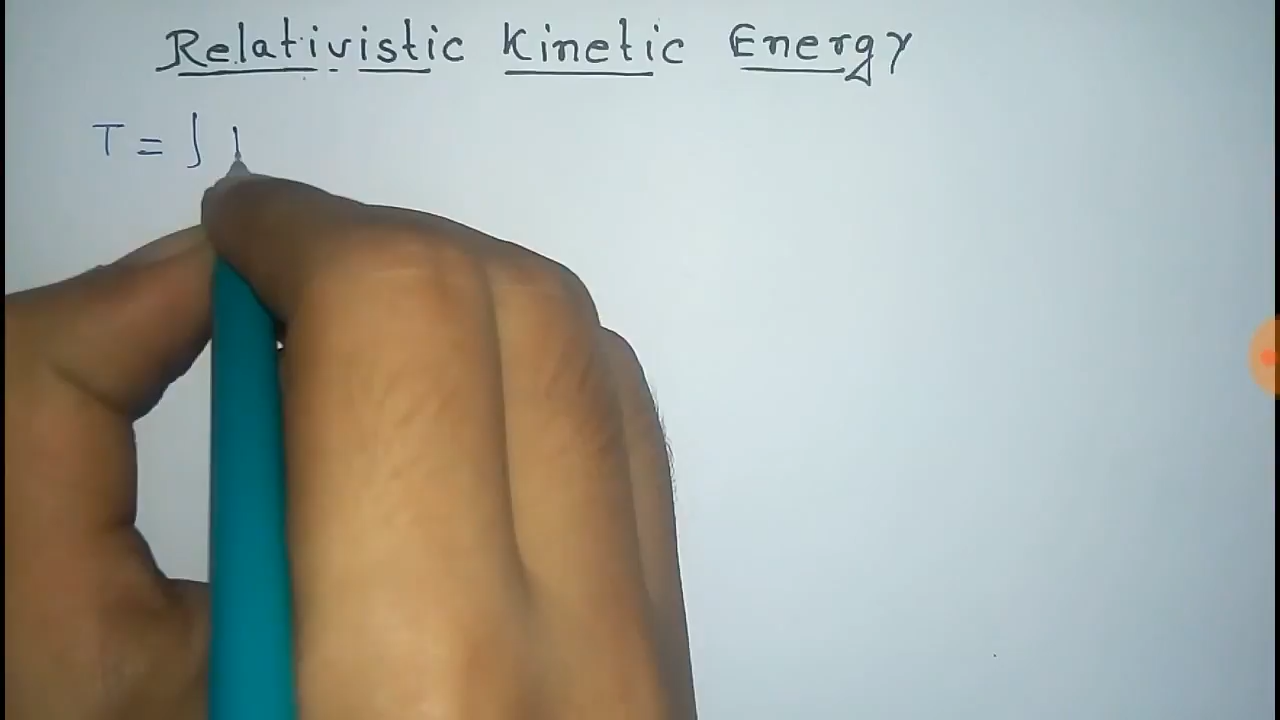 Relativistic Kinetic Energy
T = ∫